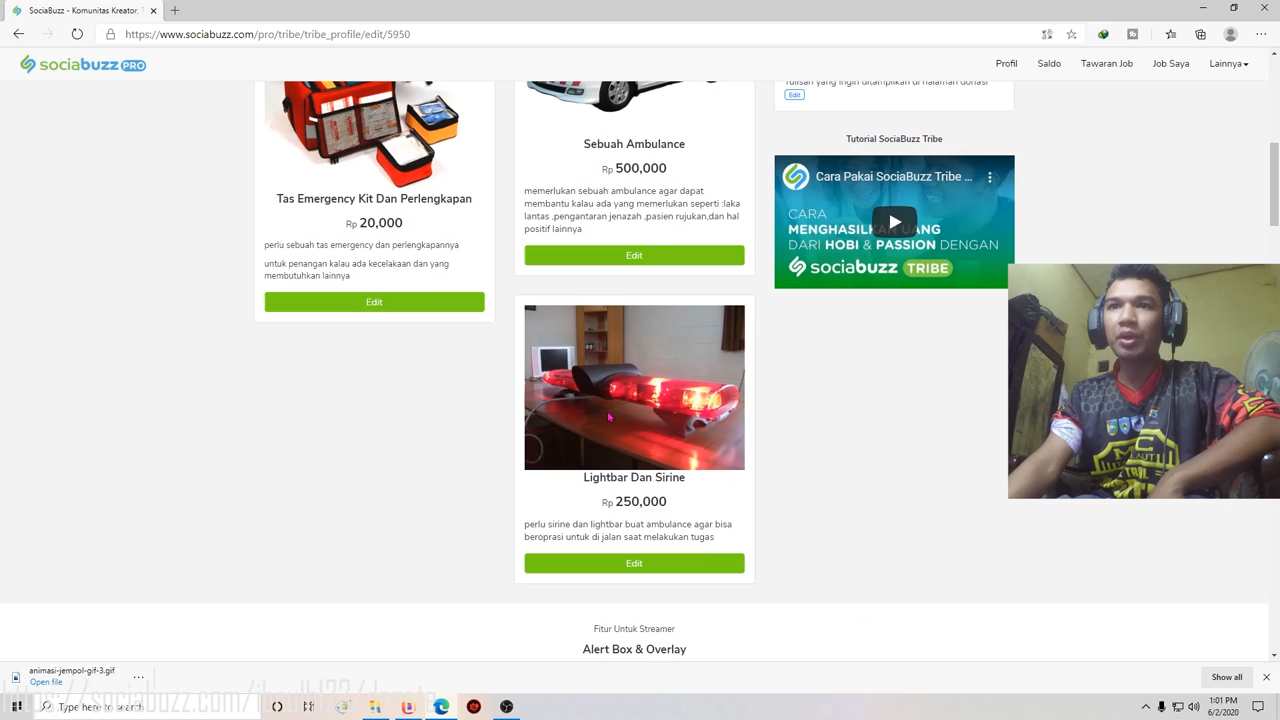 SociaBuzz - Komunitas Kreator, T
https://www.sociabuzz.com/pro/tribe/tribe_profile/edit/5950
sociabuzz PRO
Profil
Saldo
Tawaran Job
Job Saya
Lainnya
Tulisan yang ingin ditampilkan di halaman donasi
Edit
Tas Emergency Kit Dan Perlengkapan
Rp 20,000
perlu sebuah tas emergency dan perlengkapannya
untuk penangan kalau ada kecelakaan dan yang
membutuhkan lainnya
Edit
Sebuah Ambulance
Rp 500,000
memerlukan sebuah ambulance agar dapat
membantu kalau ada yang memerlukan seperti :laka
lantas ,pengantaran jenazah ,pasien rujukan,dan hal
positif lainnya
Edit
Lightbar Dan Sirine
Rp 250,000
perlu sirine dan lightbar buat ambulance agar bisa
beroprasi untuk di jalan saat melakukan tugas
Edit
Tutorial SociaBuzz Tribe
Cara Pakai SociaBuzz Tribe ...
CARA
MENGHASILKAN UANG
DARI HOBI & PASSION DENGAN
sociabuzz TRIBE
Fitur Untuk Streamer
Alert Box & Overlay
animasi-jempol-gif-3.gif
Open file
Show all
Type here to search
1:01 PM
6/2/2020